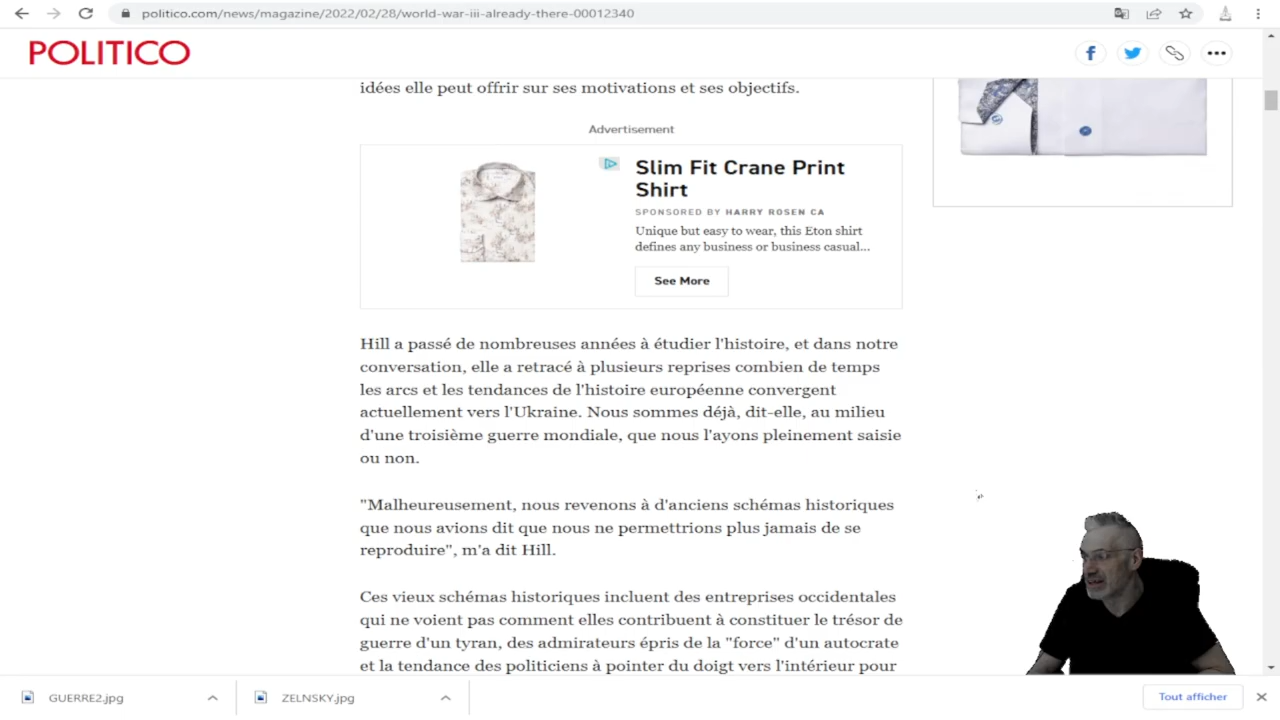 politico.com/news/magazine/2022/02/28/world-war-iii-already-there-00012340
POLITICO
idées elle peut offrir sur ses motivations et ses objectifs.
Advertisement
Slim Fit Crane Print
Shirt
SPONSORED BY HARRY ROSEN CA
Unique but easy to wear, this Eton shirt
defines any business or business casual...
See More
Hill a passé de nombreuses années à étudier l'histoire, et dans notre
conversation, elle a retracé à plusieurs reprises combien de temps
les arcs et les tendances de l'histoire européenne convergent
actuellement vers l'Ukraine. Nous sommes déjà, dit-elle, au milieu
d'une troisième guerre mondiale, que nous l'ayons pleinement saisie
ou non.
"Malheureusement, nous revenons à d'anciens schémas historiques
que nous avions dit que nous ne permettrions plus jamais de se
reproduire", m'a dit Hill.
Ces vieux schémas historiques incluent des entreprises occidentales
qui ne voient pas comment elles contribuent à constituer le trésor de
guerre d'un tyran, des admirateurs épris de la "force" d'un autocrate
et la tendance des politiciens à pointer du doigt vers l'intérieur pour
GUERRE2.jpg
ZELNSKY.jpg
Tout afficher